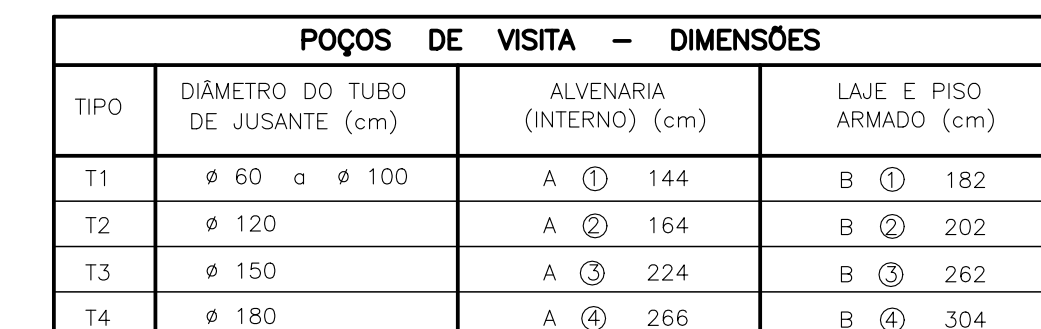 POÇOS DE VISITA – DIMENSÕES
TIPO
DIÂMETRO DO TUBO
DE JUSANTE (cm)
ALVENARIA
(INTERNO) (cm)
LAJE E PISO
ARMADO (cm)
T1 ø 60 a ø 100 A ① 144 B ① 182
T2 ø 120 A ② 164 B ② 202
T3 ø 150 A ③ 224 B ③ 262
T4 ø 180 A ④ 266 B ④ 304